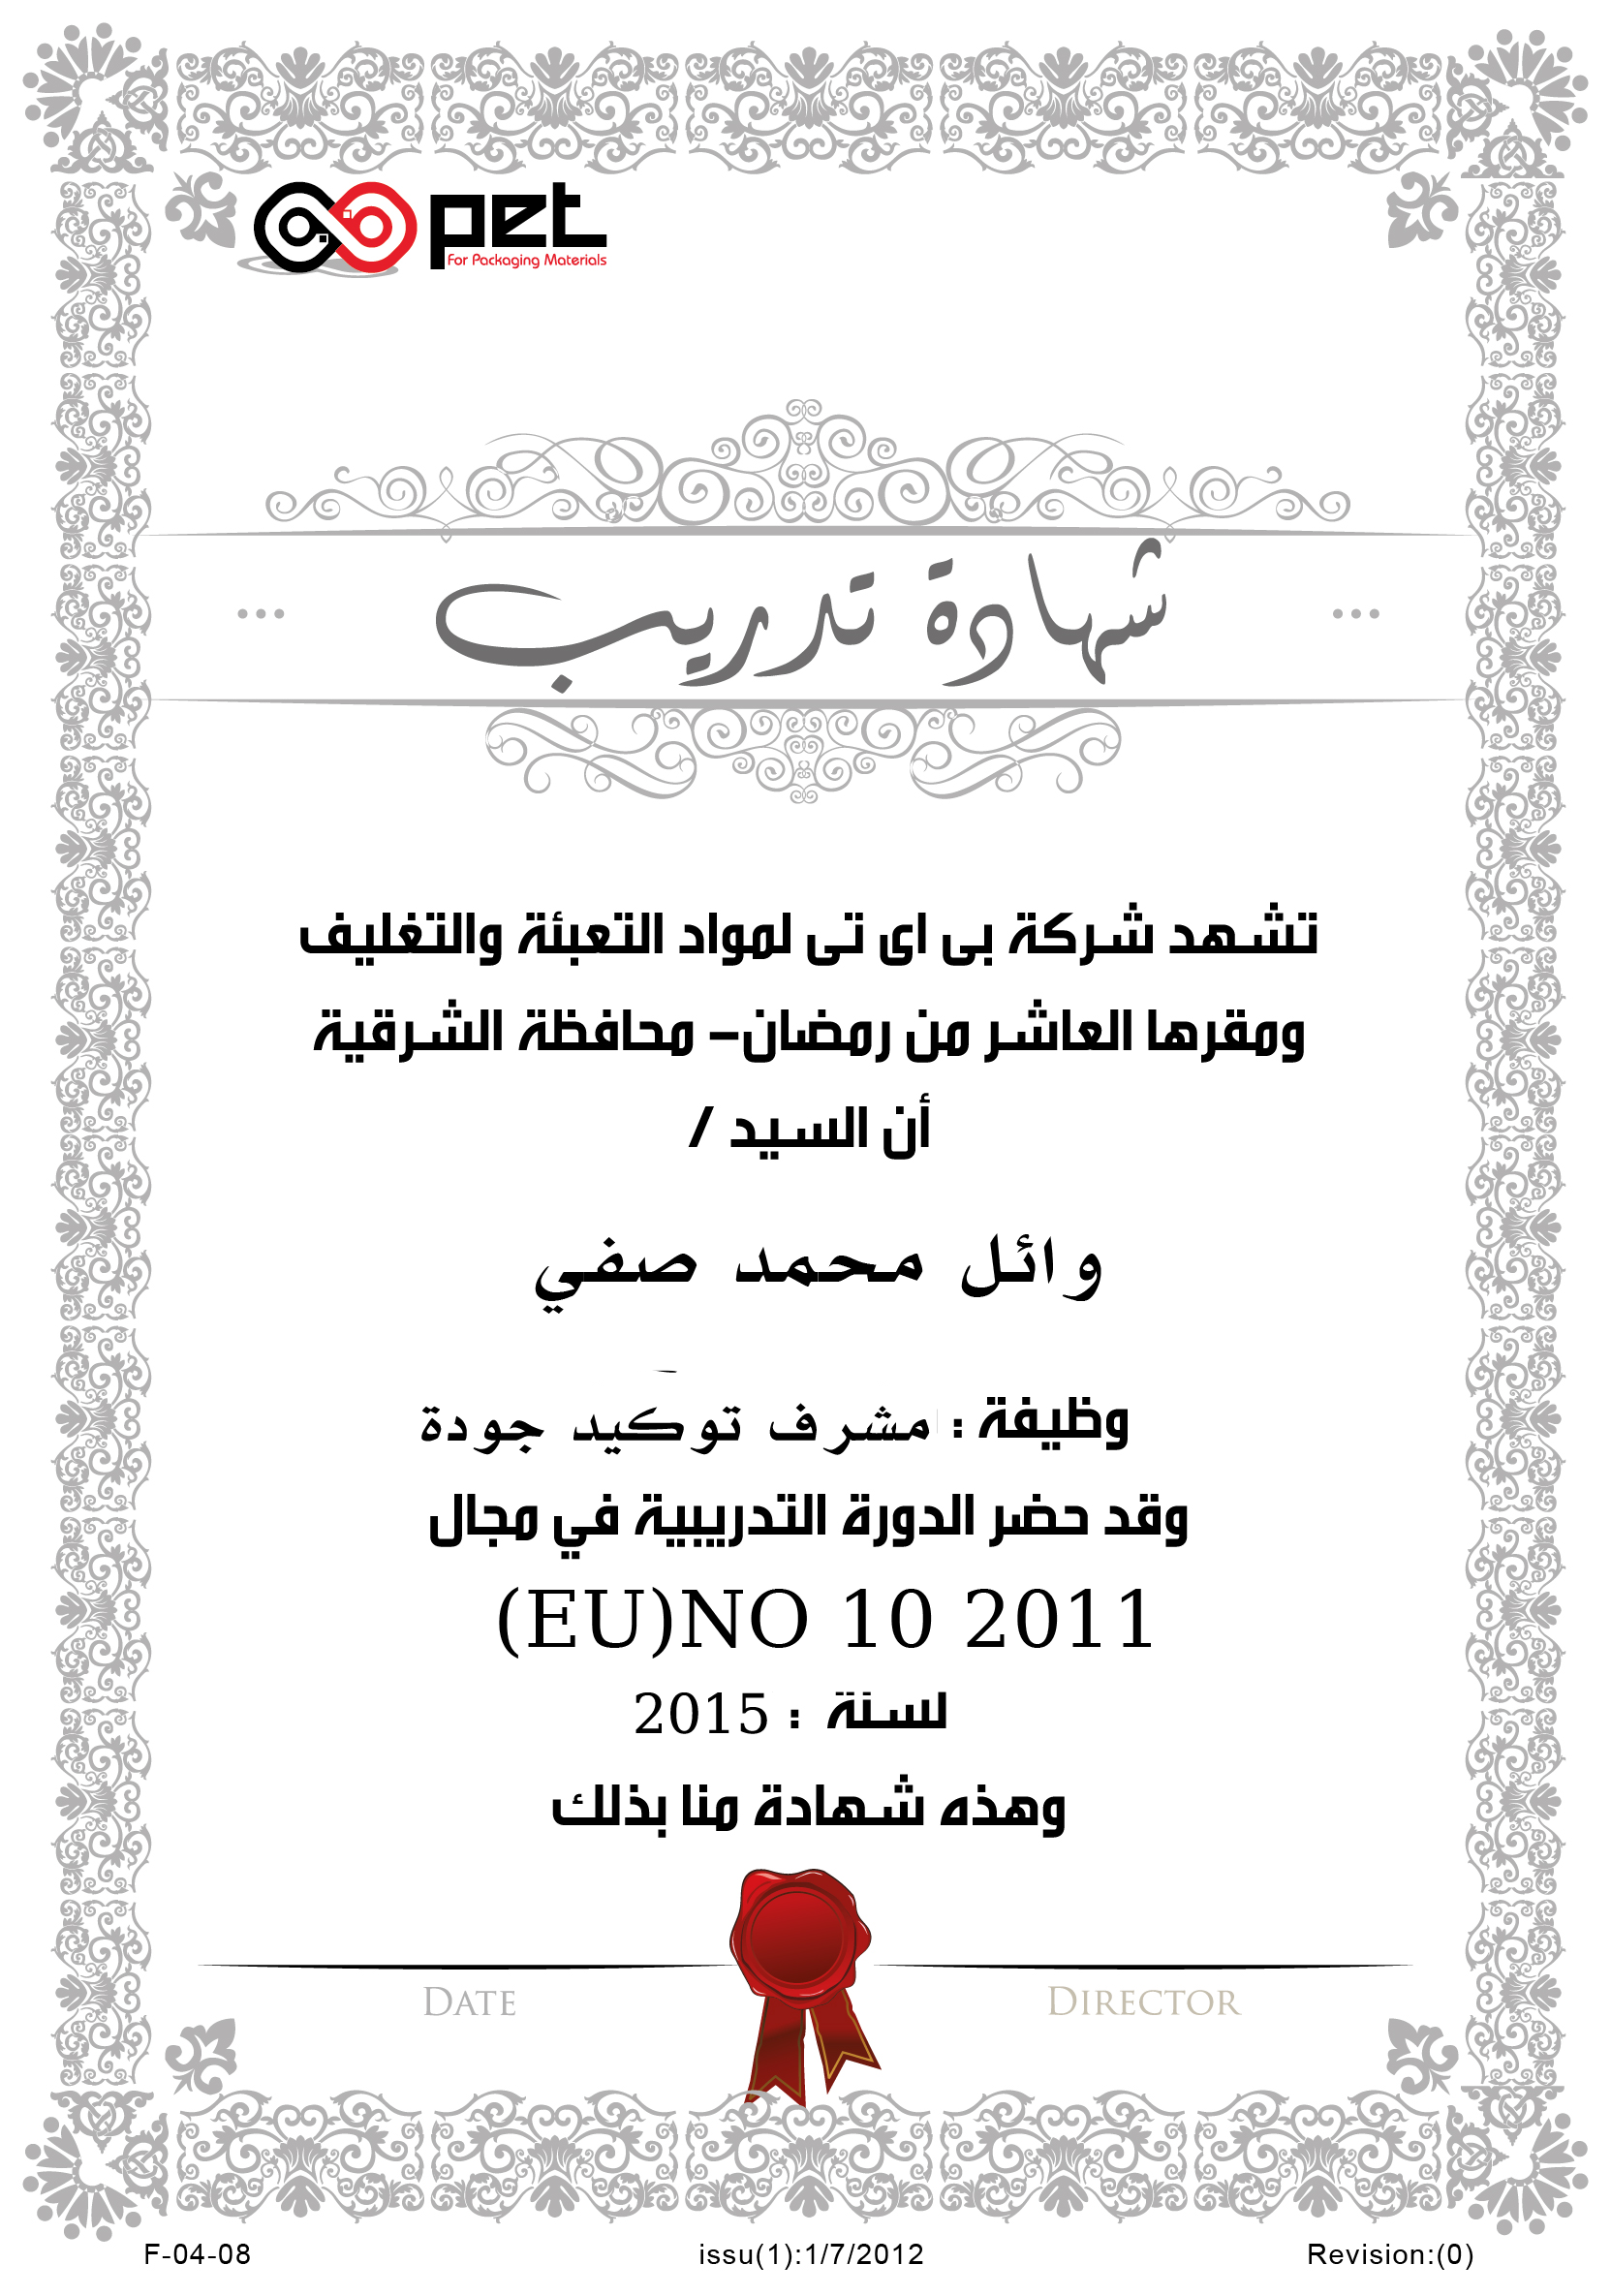 pet
For Packaging Materials
... شهادة تدريب ...
تشهد شركة بى اى تى لمواد التعبئة والتغليف
ومقرها العاشر من رمضان- محافظة الشرقية
أن السيد /
وائل محمد صفي
وظيفة : مشرف توكيد جودة
وقد حضر الدورة التدريبية في مجال
(EU)NO 10 2011
لسنة : 2015
وهذه شهادة منا بذلك
DATE
DIRECTOR
F-04-08
issu(1):1/7/2012
Revision:(0)